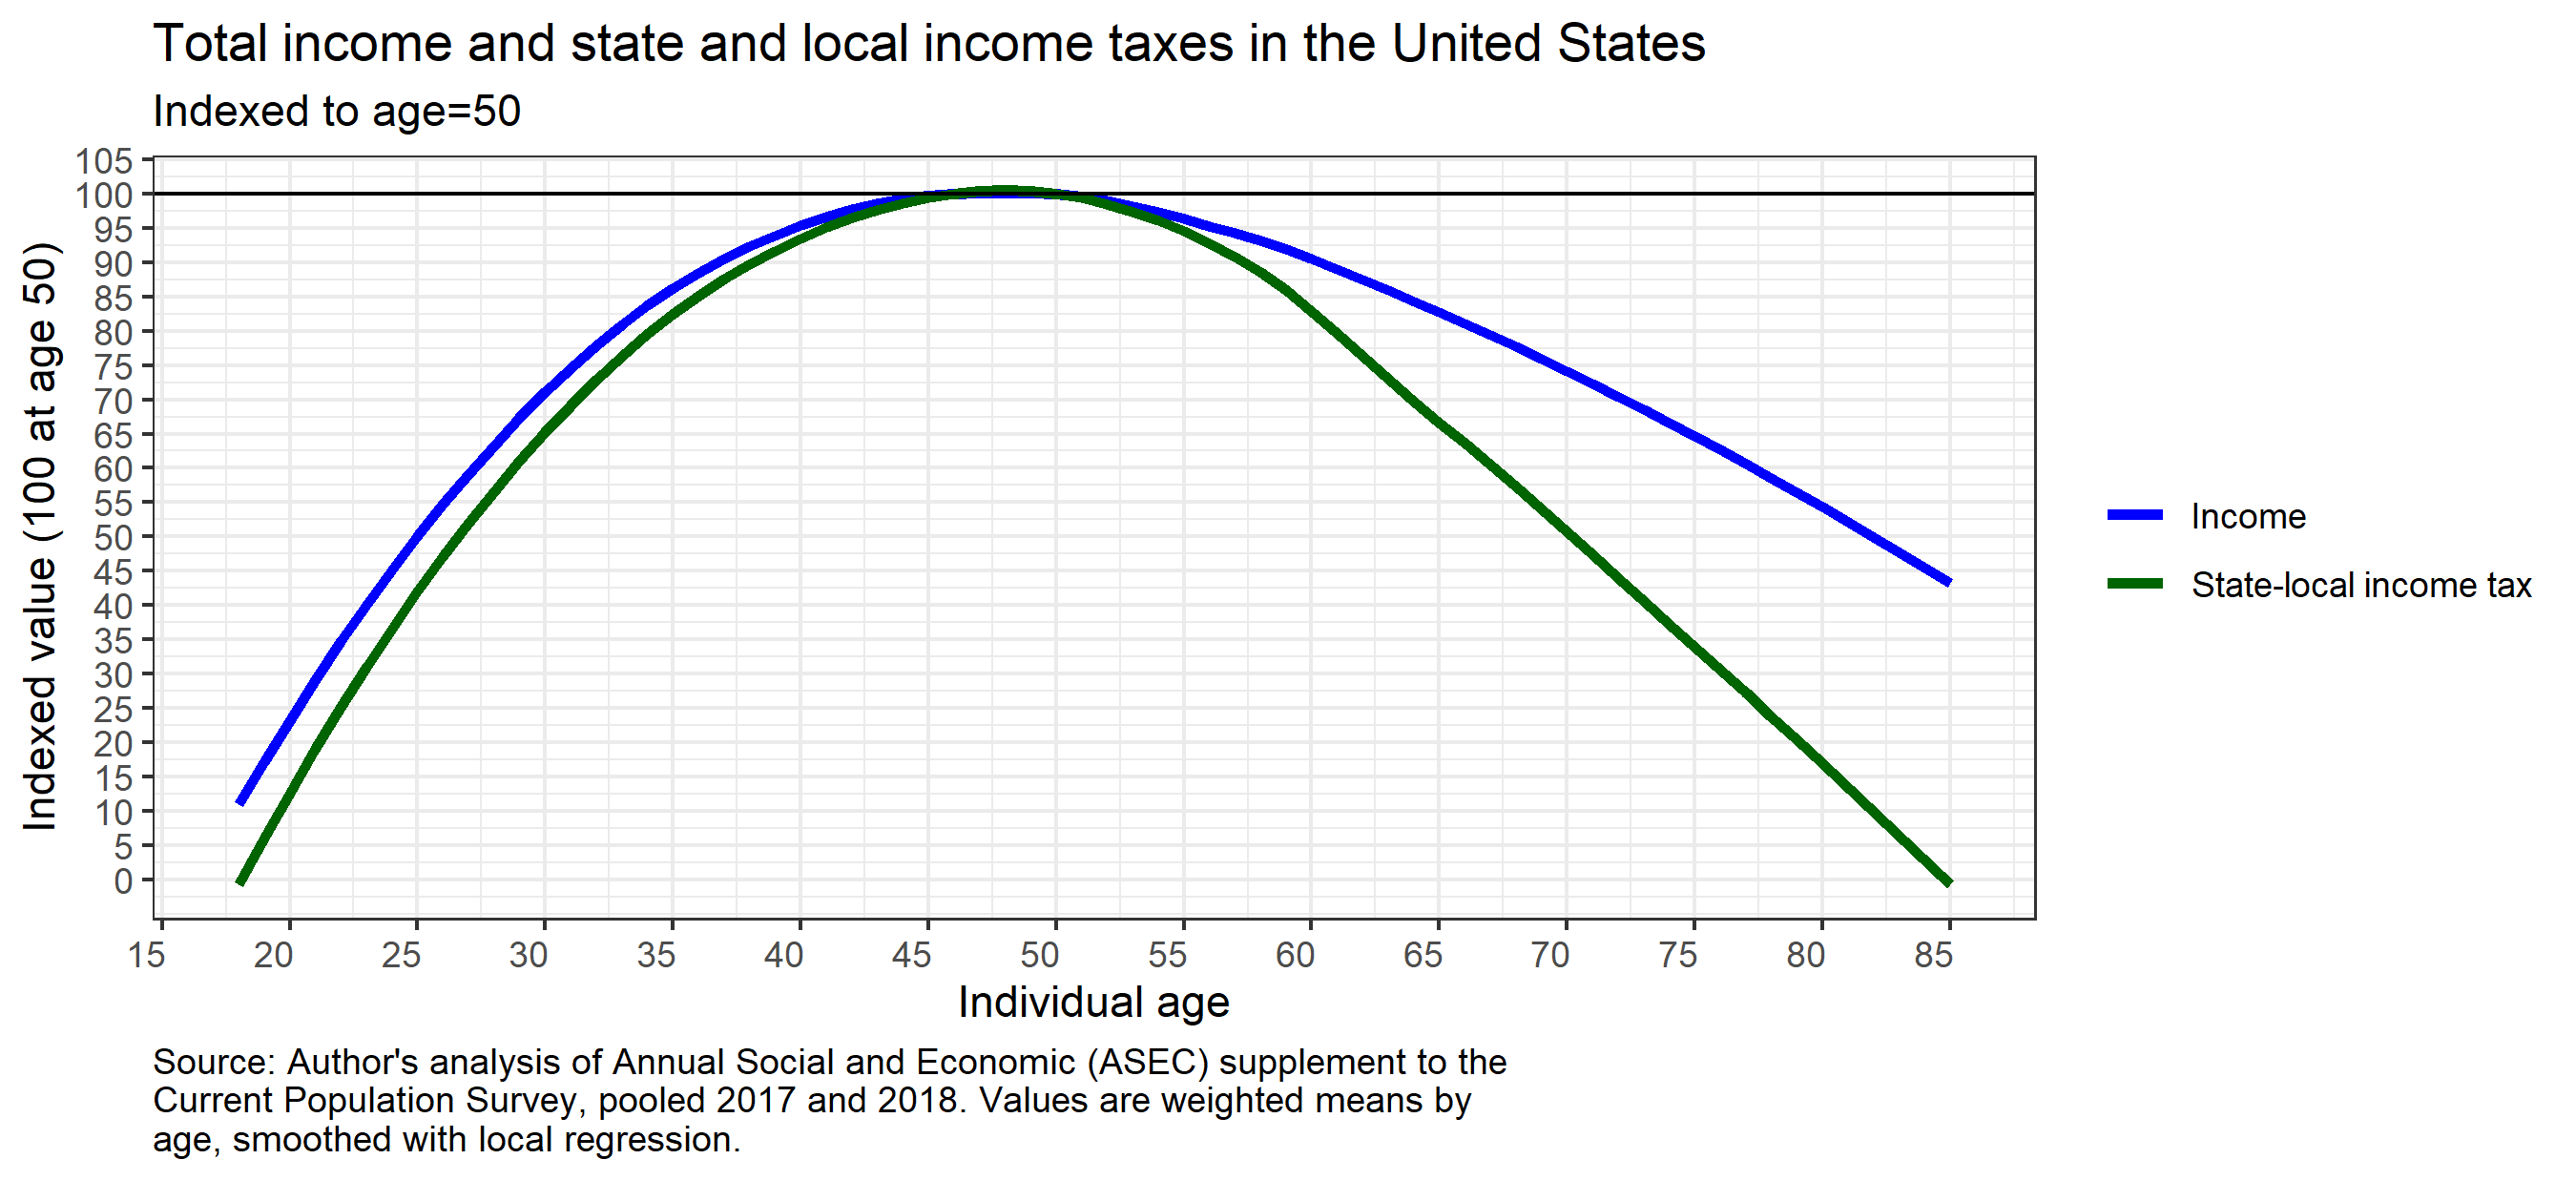 Total income and state and local income taxes in the United States
Indexed to age=50
Indexed value (100 at age 50)
105
100
95
90
85
80
75
70
65
60
55
50
45
40
35
30
25
20
15
10
5
0
15 20 25 30 35 40 45 50 55 60 65 70 75 80 85
Individual age
Income
State-local income tax
Source: Author's analysis of Annual Social and Economic (ASEC) supplement to the
Current Population Survey, pooled 2017 and 2018. Values are weighted means by
age, smoothed with local regression.